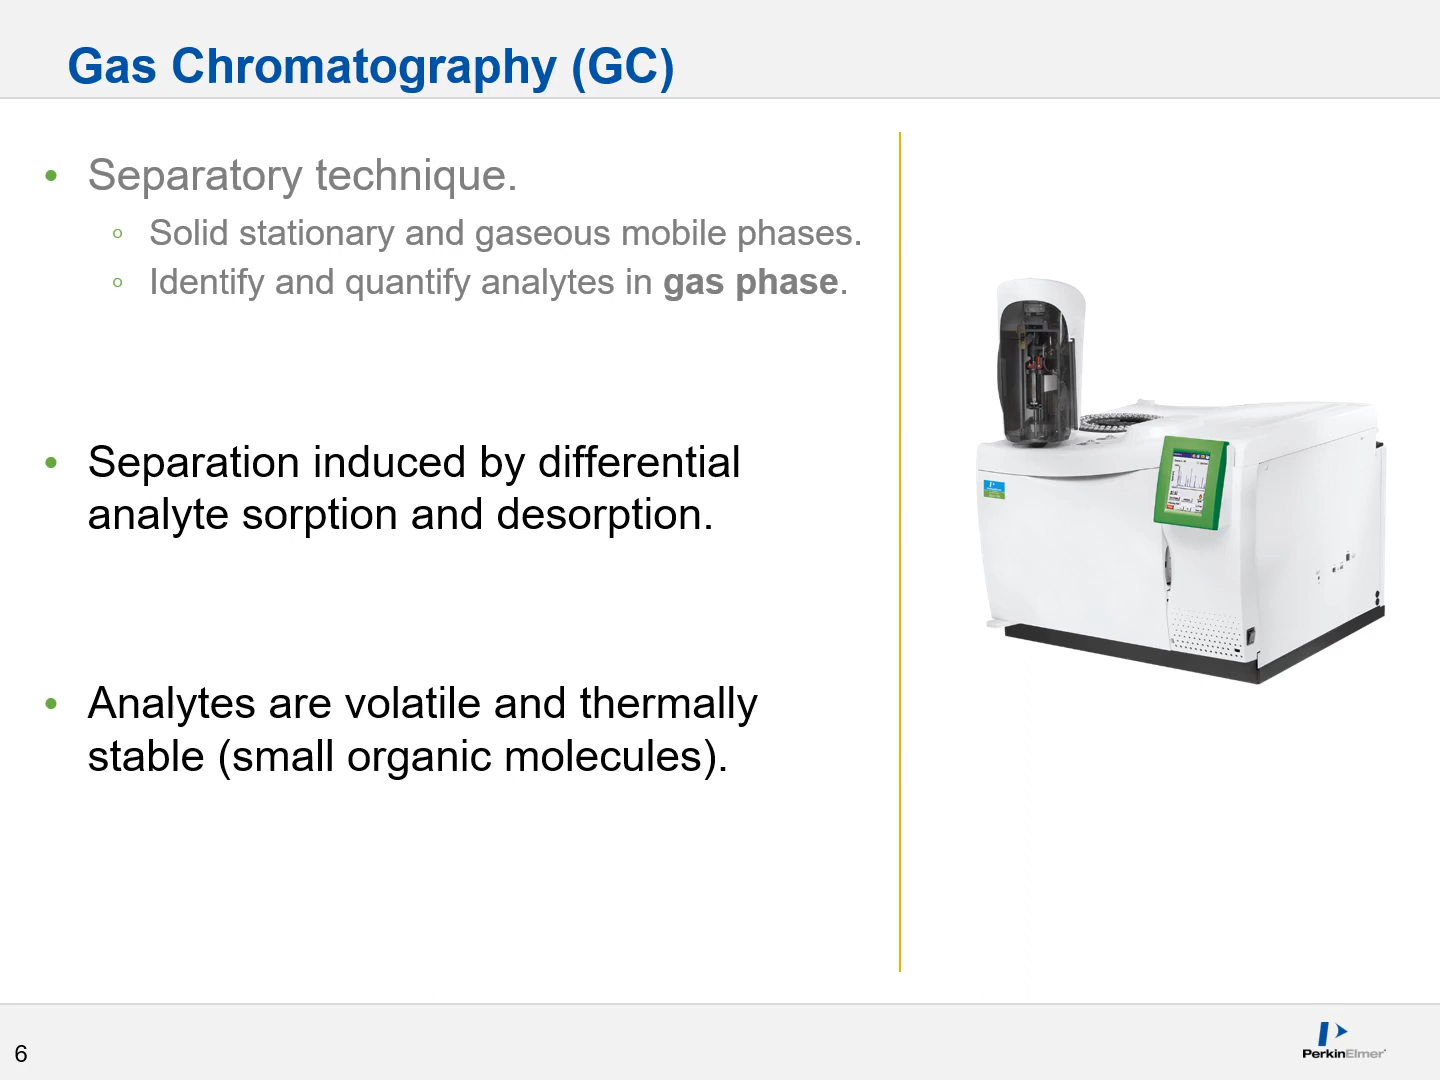 Gas Chromatography (GC)
• Separatory technique.
◦ Solid stationary and gaseous mobile phases.
◦ Identify and quantify analytes in gas phase.
• Separation induced by differential
analyte sorption and desorption.
• Analytes are volatile and thermally
stable (small organic molecules).
6
PerkinElmer